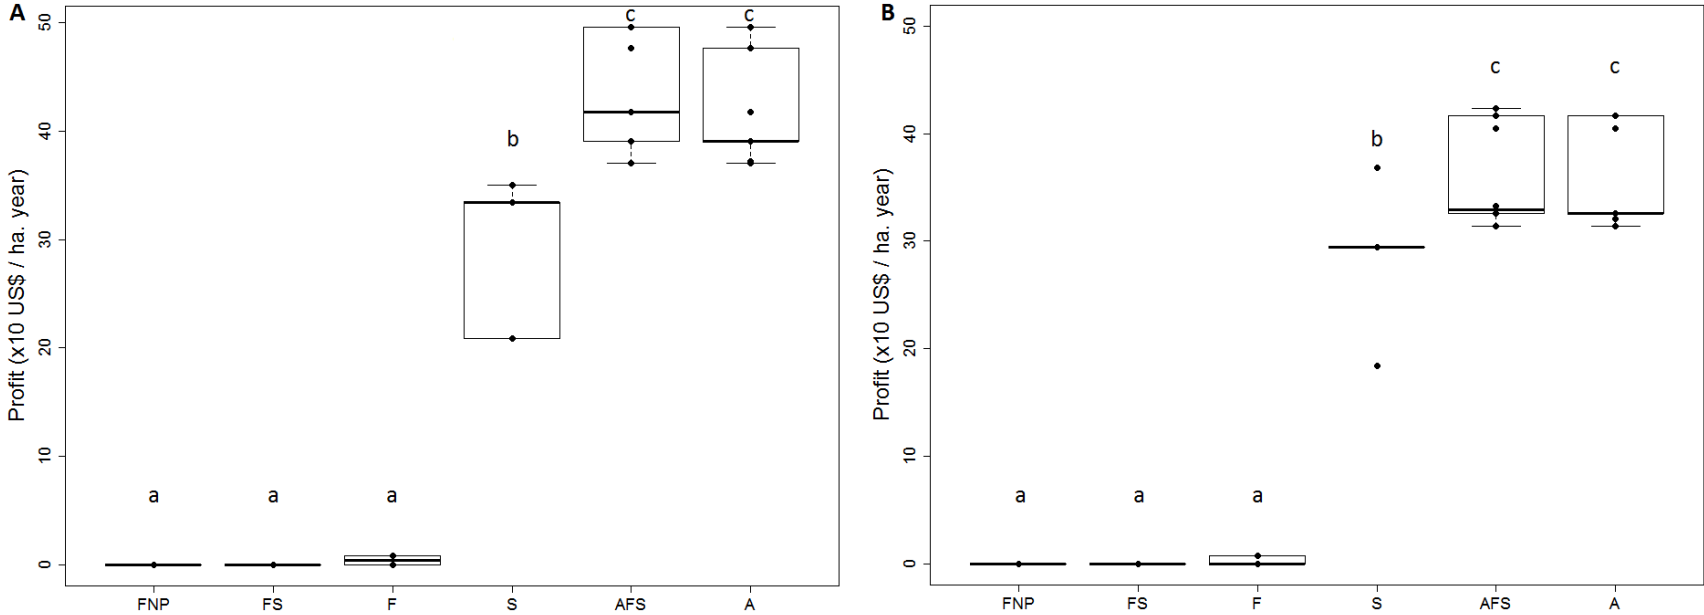 A
Profit (x10 US$ / ha. year)
50
40
30
20
10
0
c c
b
a a a
FNP FS F S AFS A
B
Profit (x10 US$ / ha. year)
50
40
30
20
10
0
c c
b
a a a
FNP FS F S AFS A